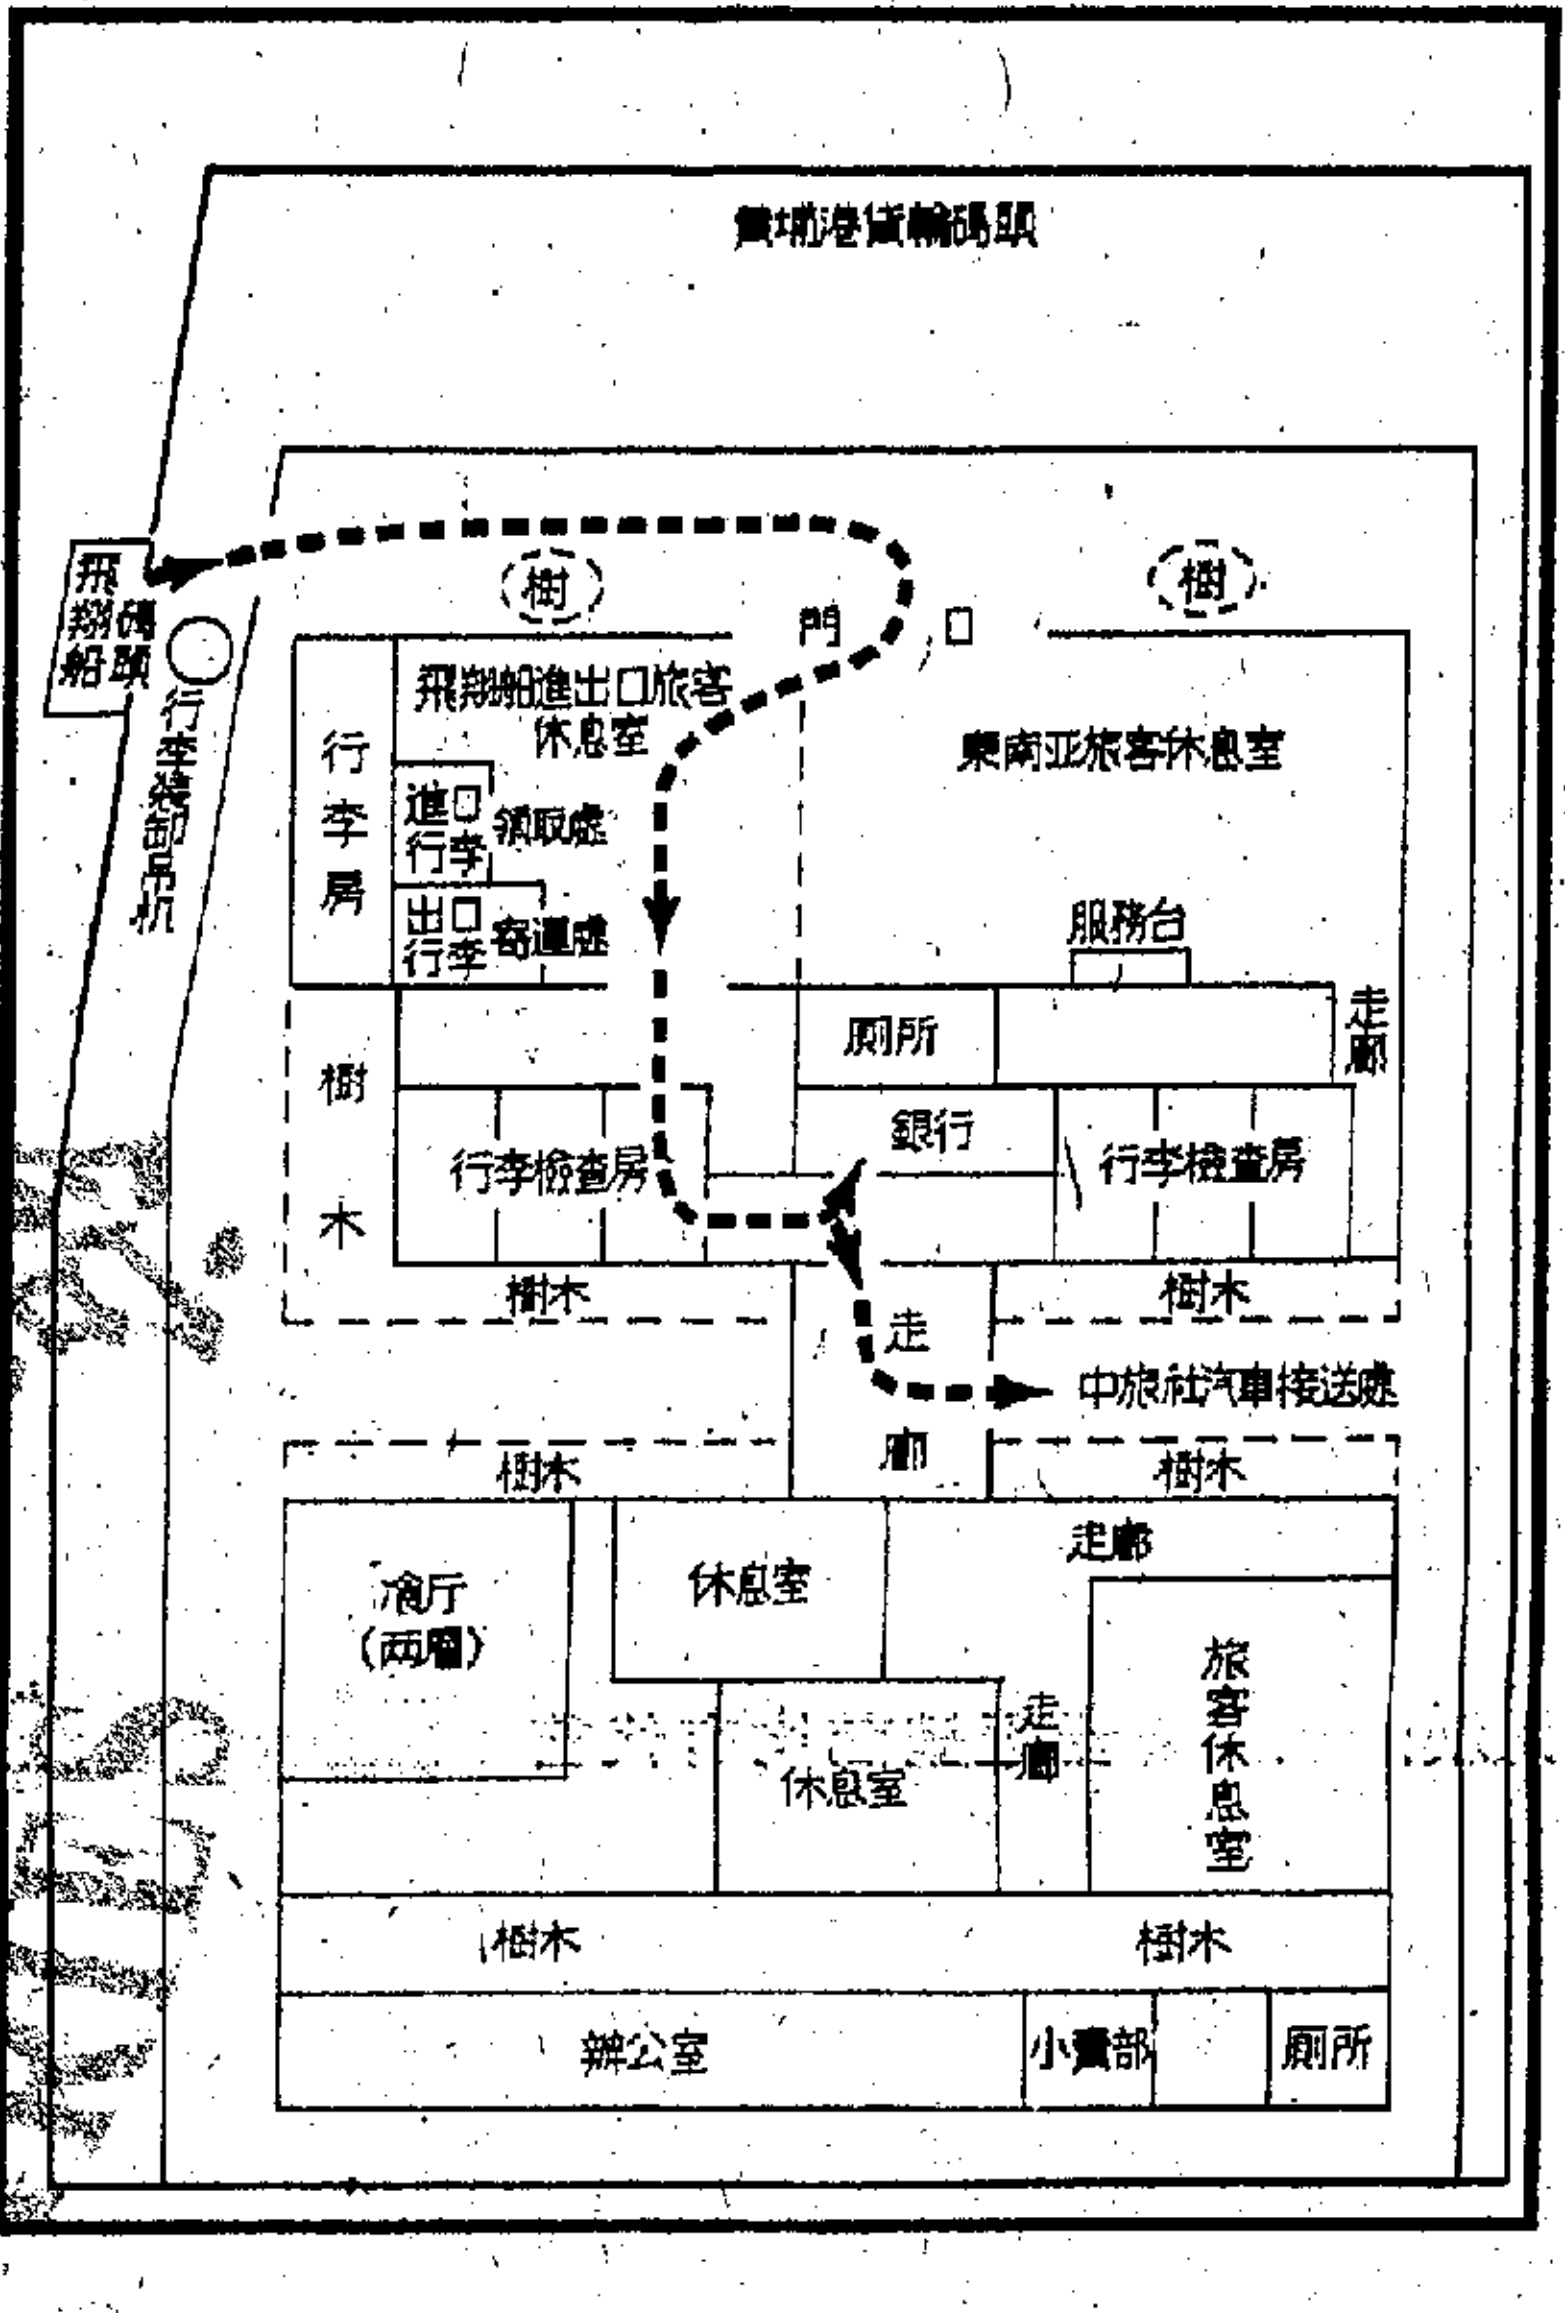 黃埔港貨輪碼頭
飛翔船
碼頭
行李裝卸吊机
樹
樹
門口
飛翔船進出口旅客
休息室
東南亚旅客休息室
行李房
進口
行李
領取處
出口
行李
寄運處
服務台
走廊
厠所
樹木
銀行
行李檢查房
行李檢查房
樹木
樹木
走廊
中旅社汽車接送處
樹木
樹木
走廊
休息室
(两層)
走廊
旅客休息室
休息室
樹木
樹木
辦公室
小賣部
厠所